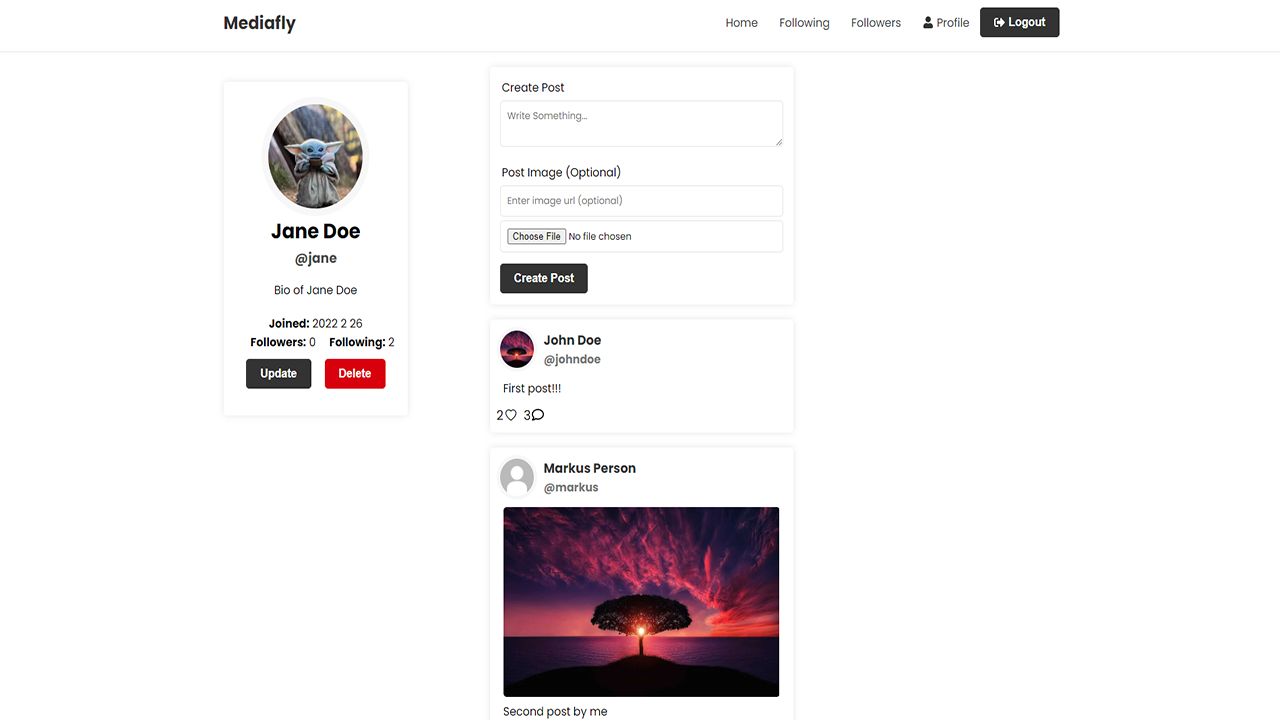 Mediafly
Home Following Followers Profile Logout
Jane Doe
@jane
Bio of Jane Doe
Joined: 2022 2 26
Followers: 0 Following: 2
Update Delete
Create Post
Write Something...
Post Image (Optional)
Enter image url (optional)
Choose File No file chosen
Create Post
John Doe
@johndoe
First post!!!
2 3
Markus Person
@markus
Second post by me